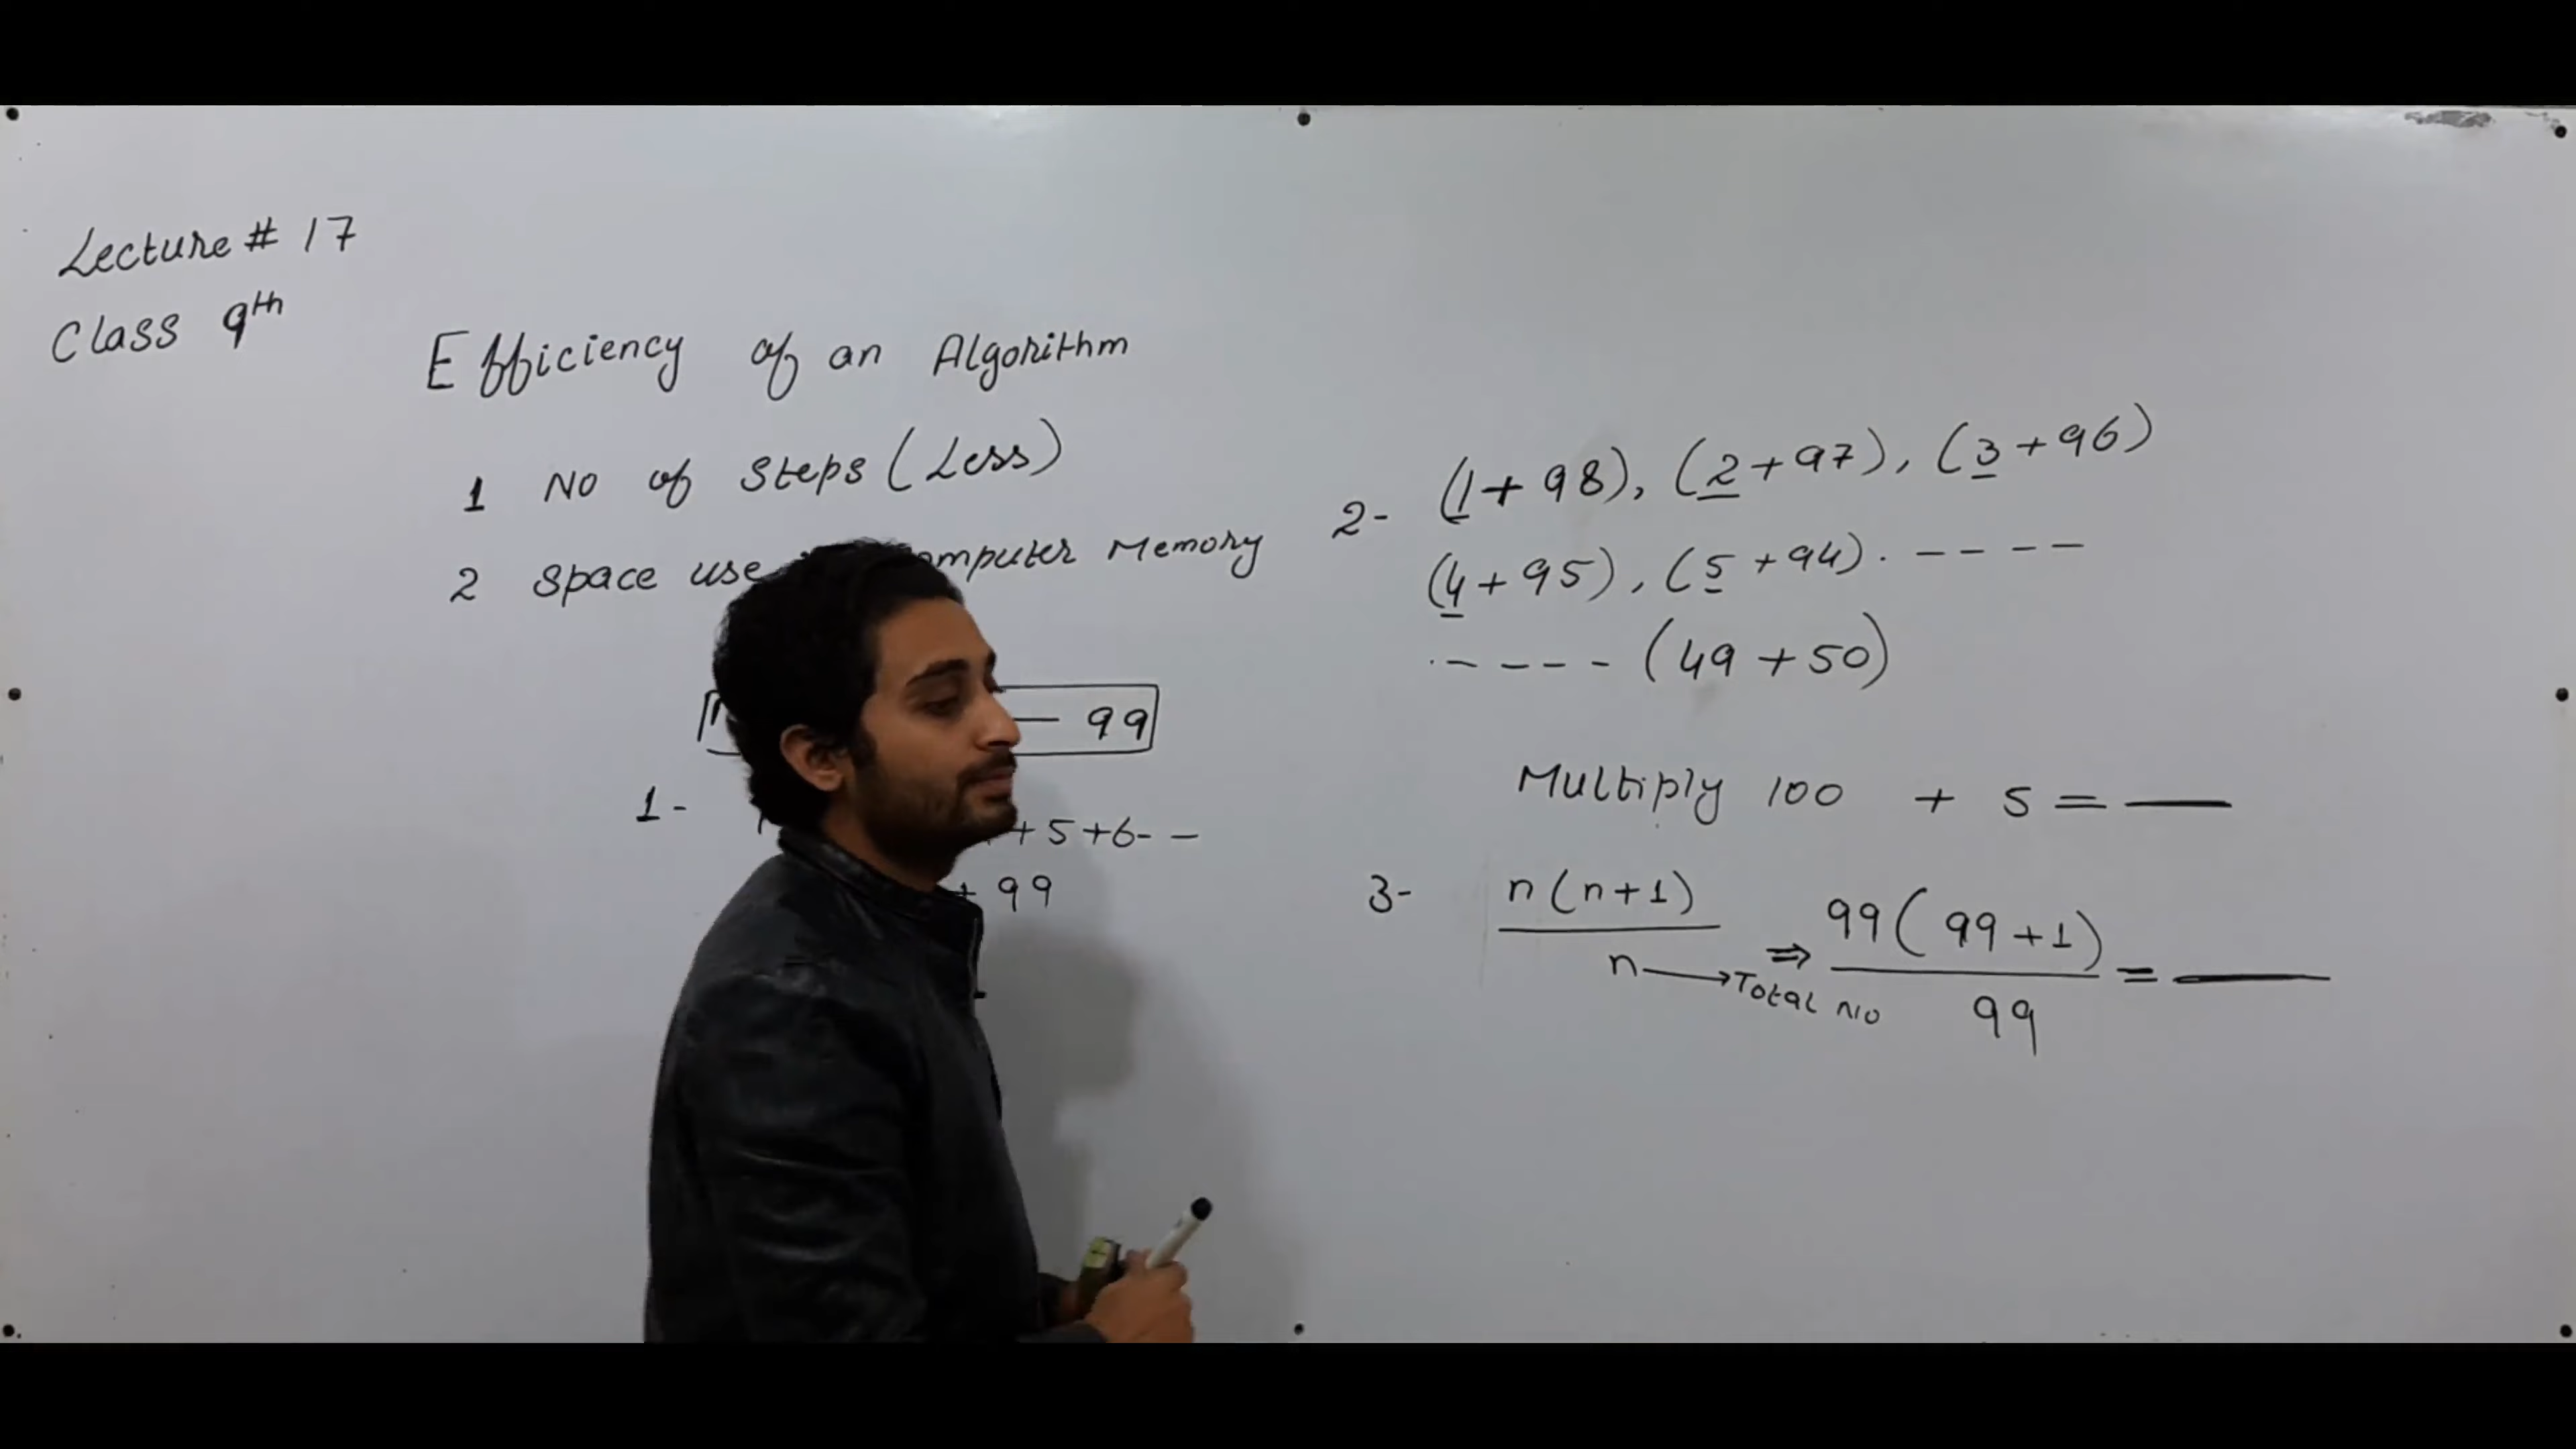 Lecture # 17
Class 9th
Efficiency of an Algorithm
1 No of Steps (Less)
2 Space use Computer Memory
— 99
1-
+ 5 + 6 - -
+ 99
2- (1 + 98), (2 + 97), (3 + 96)
(4 + 95), (5 + 94). - - - -
. - - - - (49 + 50)
Multiply 100 + 5 = —
3- n(n+1) / n → Total no ⇒ 99(99+1) / 99 = —